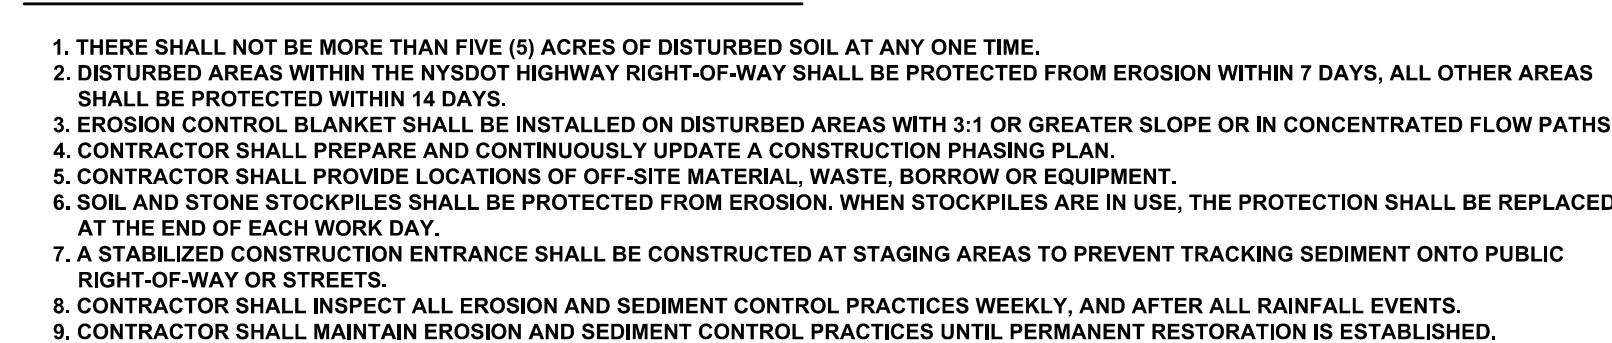 1. THERE SHALL NOT BE MORE THAN FIVE (5) ACRES OF DISTURBED SOIL AT ANY ONE TIME.
2. DISTURBED AREAS WITHIN THE NYSDOT HIGHWAY RIGHT-OF-WAY SHALL BE PROTECTED FROM EROSION WITHIN 7 DAYS, ALL OTHER AREAS
SHALL BE PROTECTED WITHIN 14 DAYS.
3. EROSION CONTROL BLANKET SHALL BE INSTALLED ON DISTURBED AREAS WITH 3:1 OR GREATER SLOPE OR IN CONCENTRATED FLOW PATHS
4. CONTRACTOR SHALL PREPARE AND CONTINUOUSLY UPDATE A CONSTRUCTION PHASING PLAN.
5. CONTRACTOR SHALL PROVIDE LOCATIONS OF OFF-SITE MATERIAL, WASTE, BORROW OR EQUIPMENT.
6. SOIL AND STONE STOCKPILES SHALL BE PROTECTED FROM EROSION. WHEN STOCKPILES ARE IN USE, THE PROTECTION SHALL BE REPLACED
AT THE END OF EACH WORK DAY.
7. A STABILIZED CONSTRUCTION ENTRANCE SHALL BE CONSTRUCTED AT STAGING AREAS TO PREVENT TRACKING SEDIMENT ONTO PUBLIC
RIGHT-OF-WAY OR STREETS.
8. CONTRACTOR SHALL INSPECT ALL EROSION AND SEDIMENT CONTROL PRACTICES WEEKLY, AND AFTER ALL RAINFALL EVENTS.
9. CONTRACTOR SHALL MAINTAIN EROSION AND SEDIMENT CONTROL PRACTICES UNTIL PERMANENT RESTORATION IS ESTABLISHED.